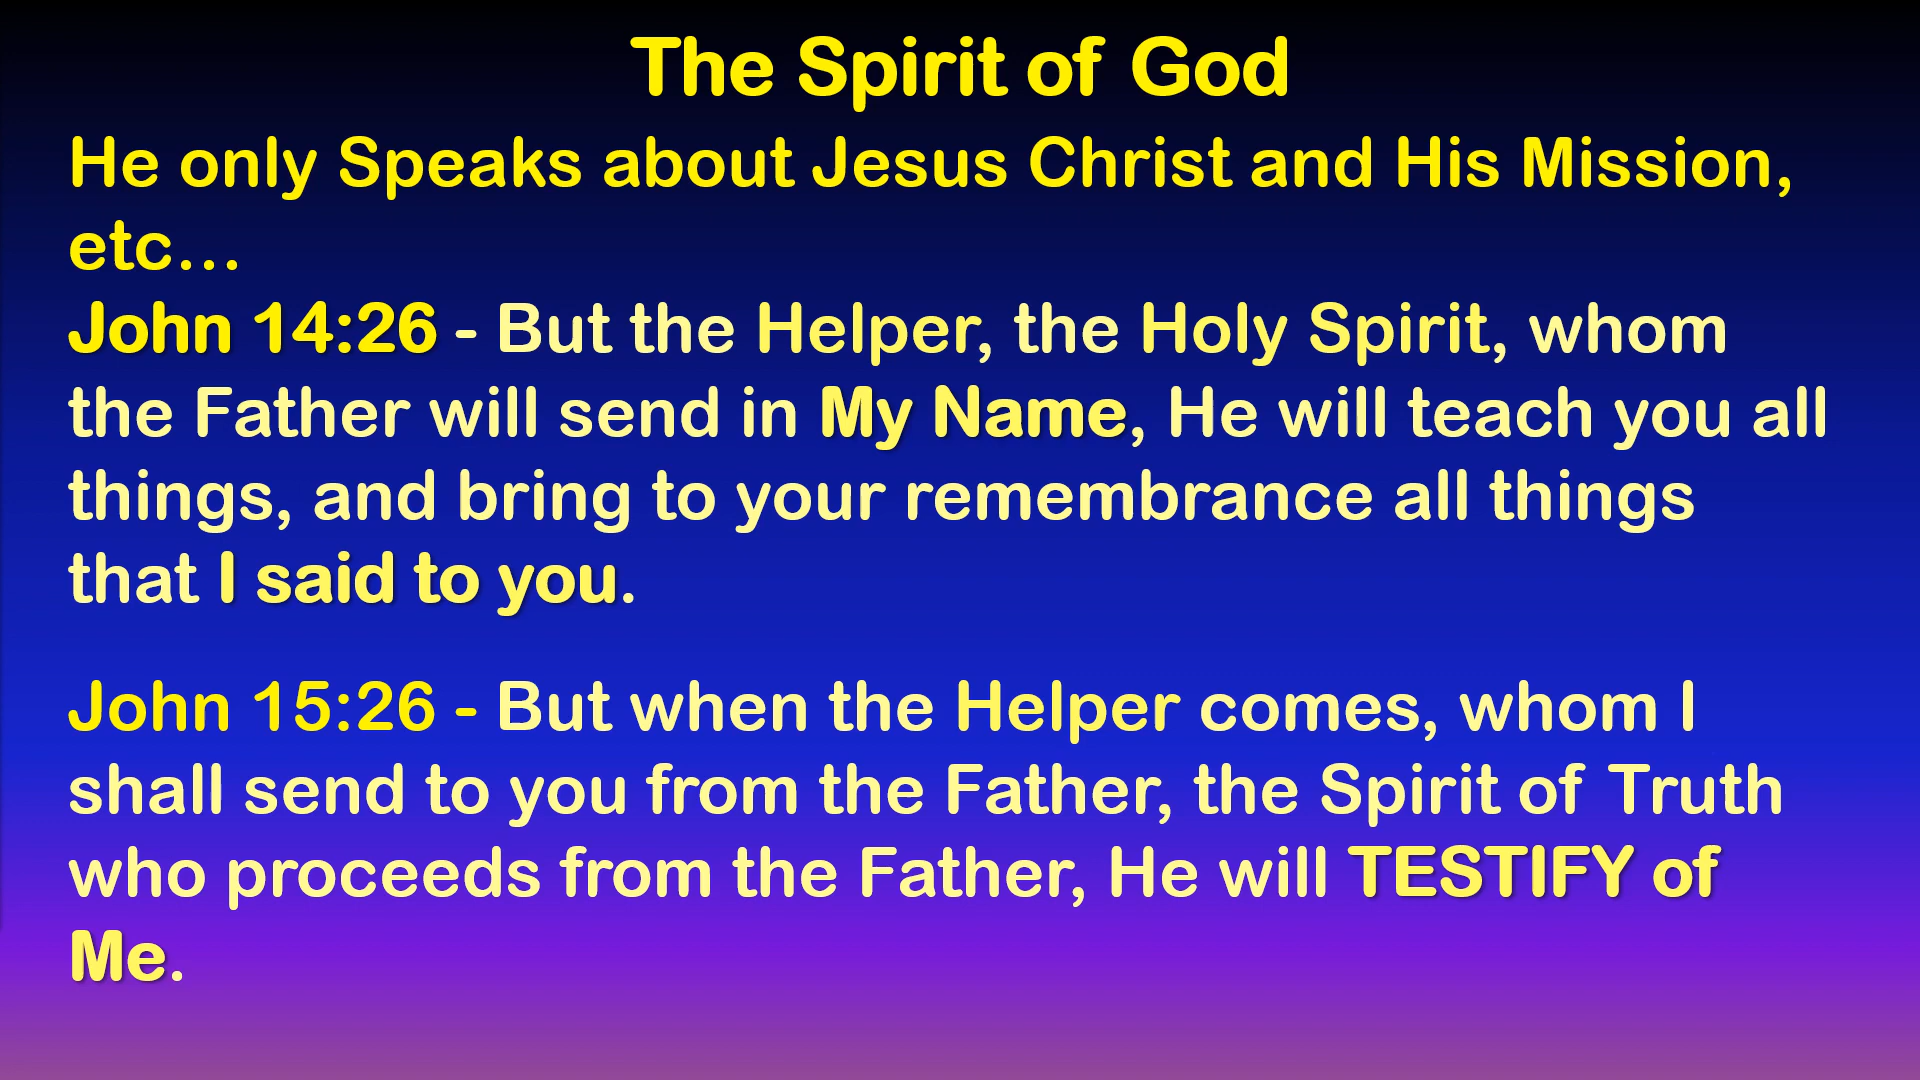 The Spirit of God
He only Speaks about Jesus Christ and His Mission,
etc…
John 14:26 - But the Helper, the Holy Spirit, whom
the Father will send in My Name, He will teach you all
things, and bring to your remembrance all things
that I said to you.
John 15:26 - But when the Helper comes, whom I
shall send to you from the Father, the Spirit of Truth
who proceeds from the Father, He will TESTIFY of
Me.